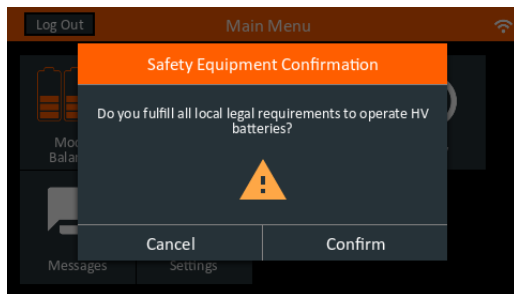 Log Out
Main Menu
Safety Equipment Confirmation
Do you fulfill all local legal requirements to operate HV
batteries?
Cancel
Confirm
Messages
Settings